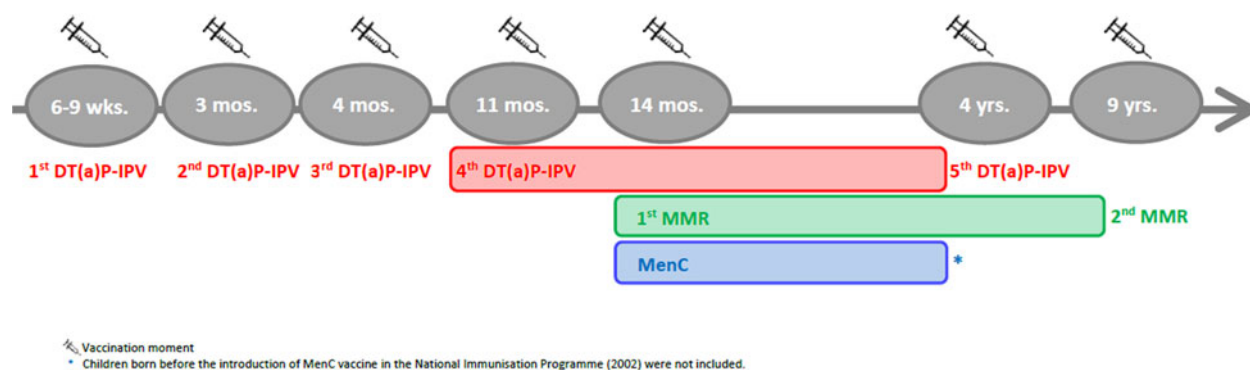 6-9 wks. 3 mos. 4 mos. 11 mos. 14 mos. 4 yrs. 9 yrs.
1st DT(a)P-IPV 2nd DT(a)P-IPV 3rd DT(a)P-IPV 4th DT(a)P-IPV 5th DT(a)P-IPV
1st MMR 2nd MMR
MenC *
Vaccination moment
* Children born before the introduction of MenC vaccine in the National Immunisation Programme (2002) were not included.